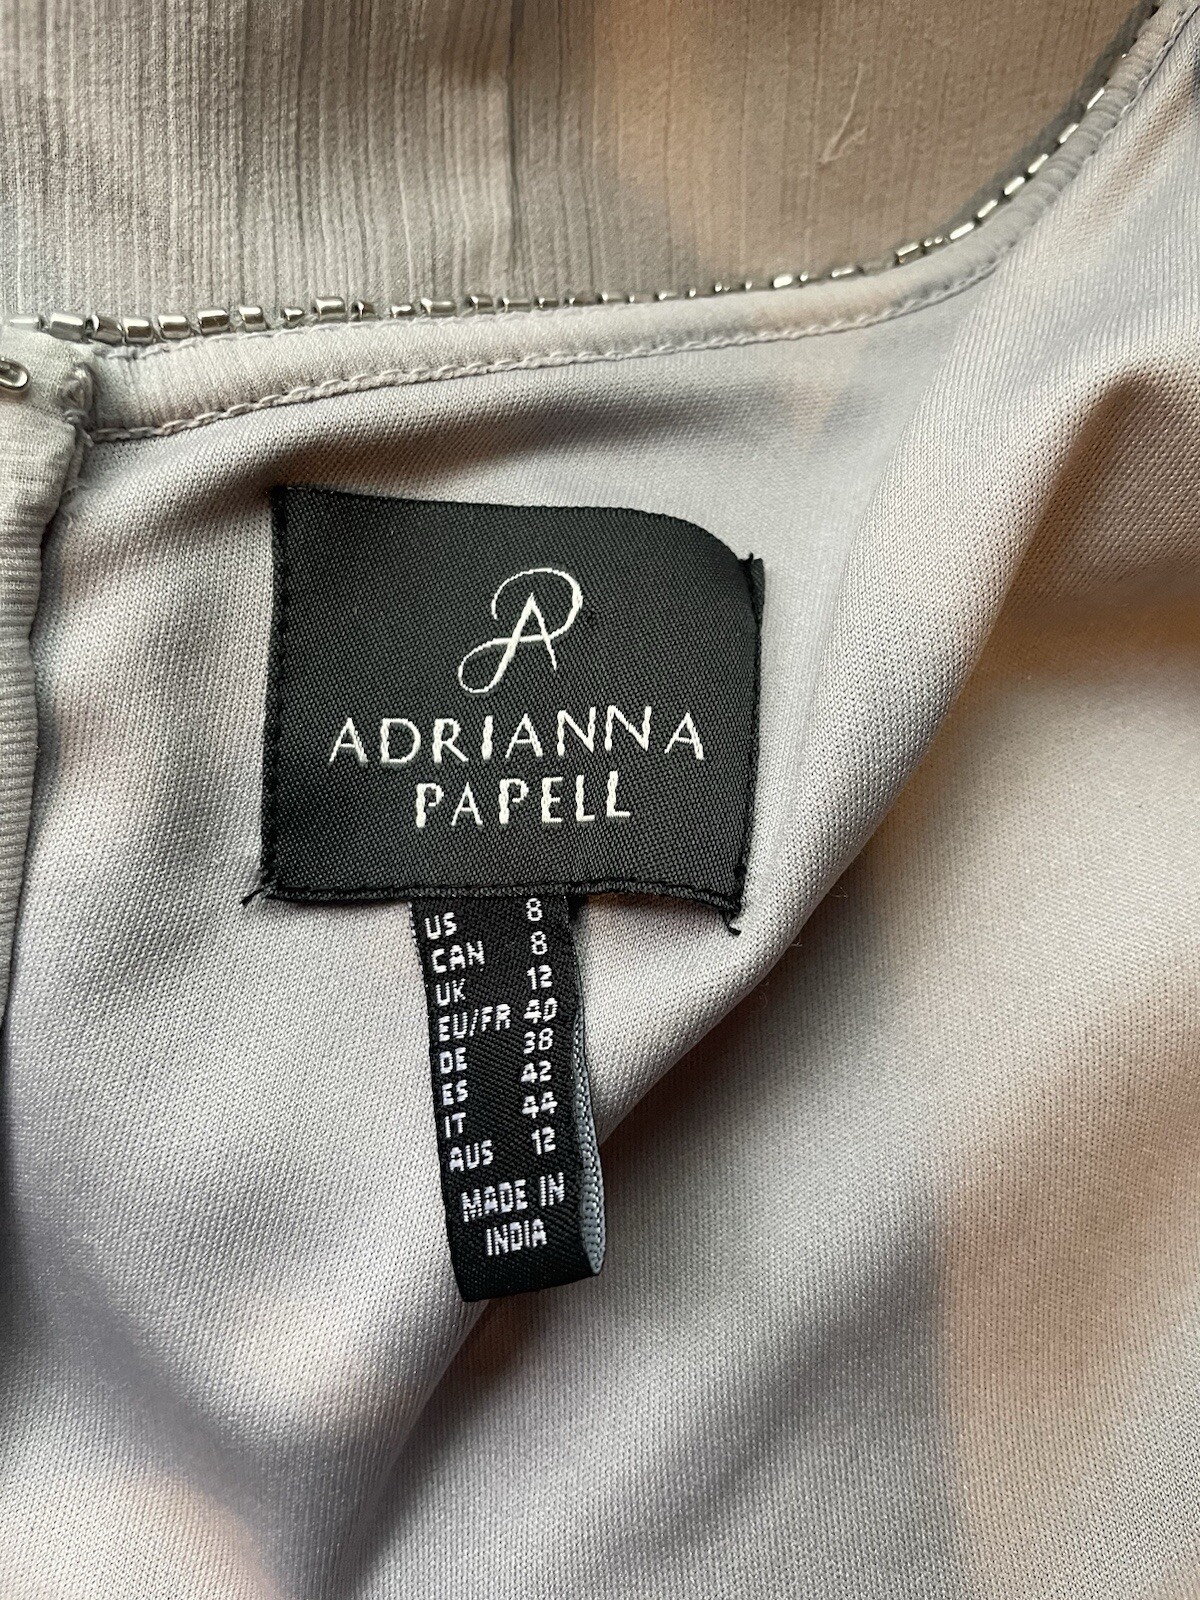 ADRIANNA
PAPELL
US 8
CAN 8
UK 12
EU/FR 40
DE 38
ES 42
IT 44
AUS 12
MADE IN
INDIA